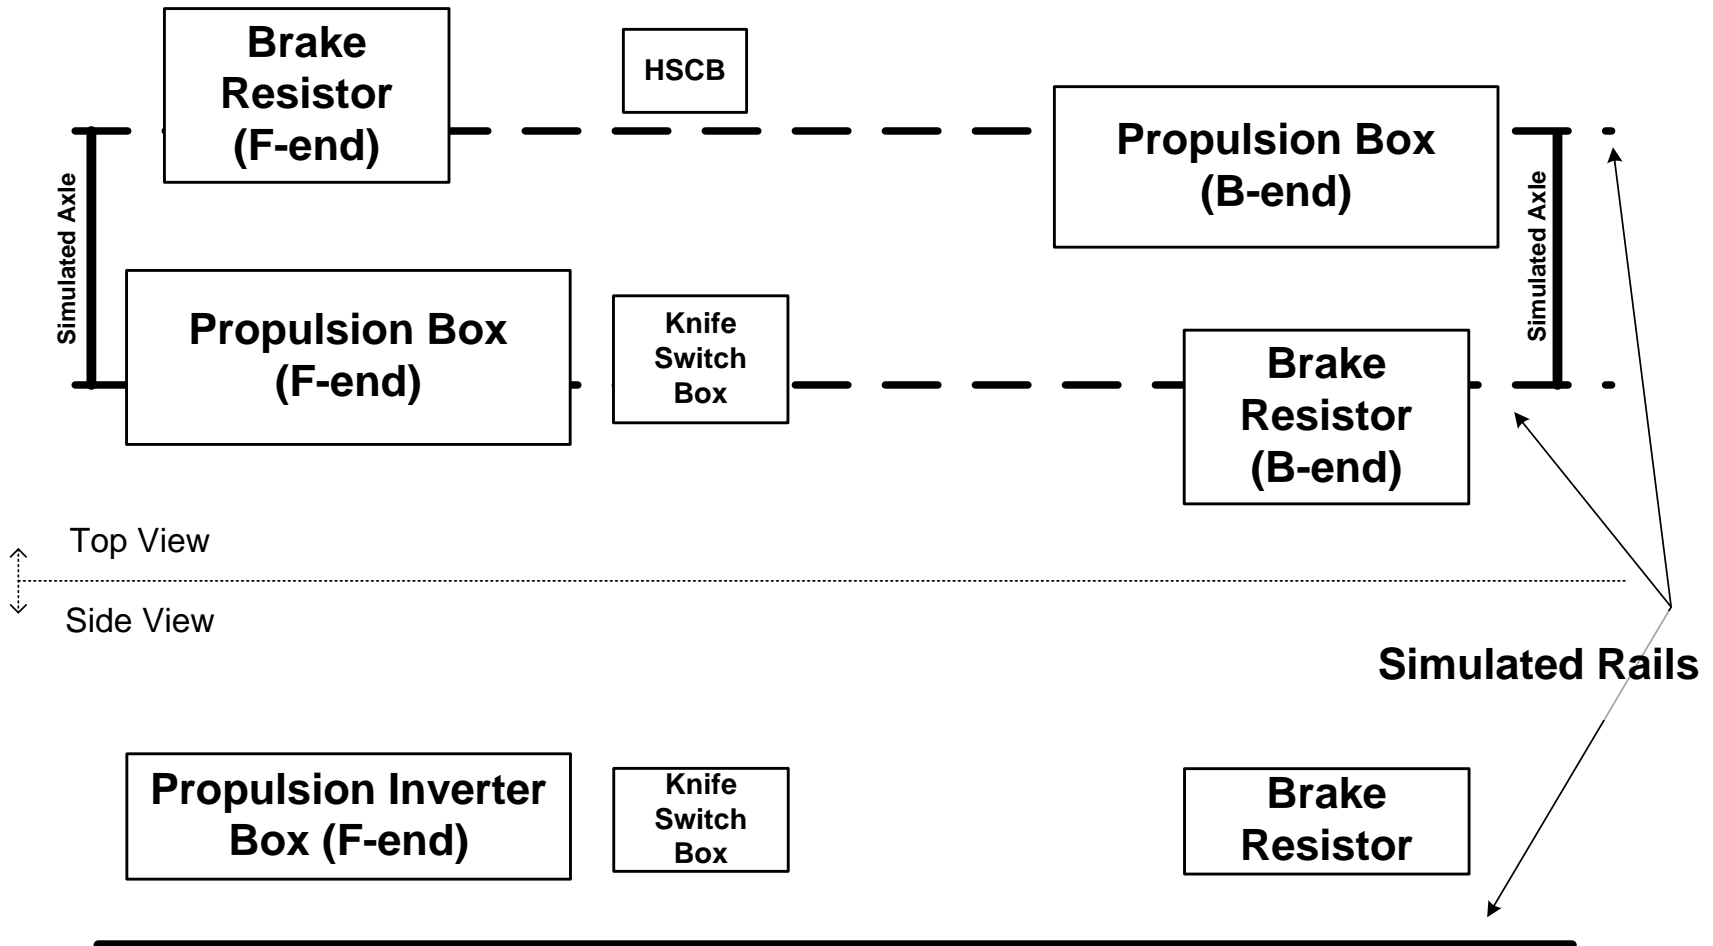 Brake
Resistor
(F-end)
HSCB
Propulsion Box
(B-end)
Simulated Axle
Simulated Axle
Propulsion Box
(F-end)
Knife
Switch
Box
Brake
Resistor
(B-end)
Top View
Side View
Simulated Rails
Propulsion Inverter
Box (F-end)
Knife
Switch
Box
Brake
Resistor